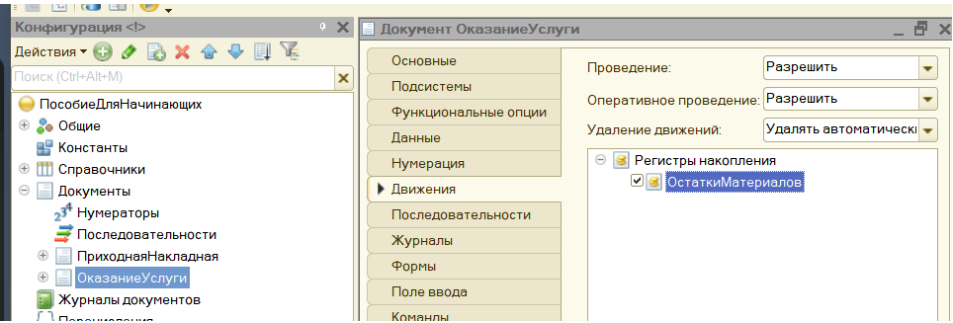 Конфигурация <!>
Действия
Поиск (Ctrl+Alt+M)
ПособиеДляНачинающих
Общие
Константы
Справочники
Документы
Нумераторы
Последовательности
ПриходнаяНакладная
ОказаниеУслуги
Журналы документов
Перечисления
Документ ОказаниеУслуги
Основные
Подсистемы
Функциональные опции
Данные
Нумерация
Движения
Последовательности
Журналы
Формы
Поле ввода
Команды
Проведение: Разрешить
Оперативное проведение: Разрешить
Удаление движений: Удалять автоматическ
Регистры накопления
ОстаткиМатериалов